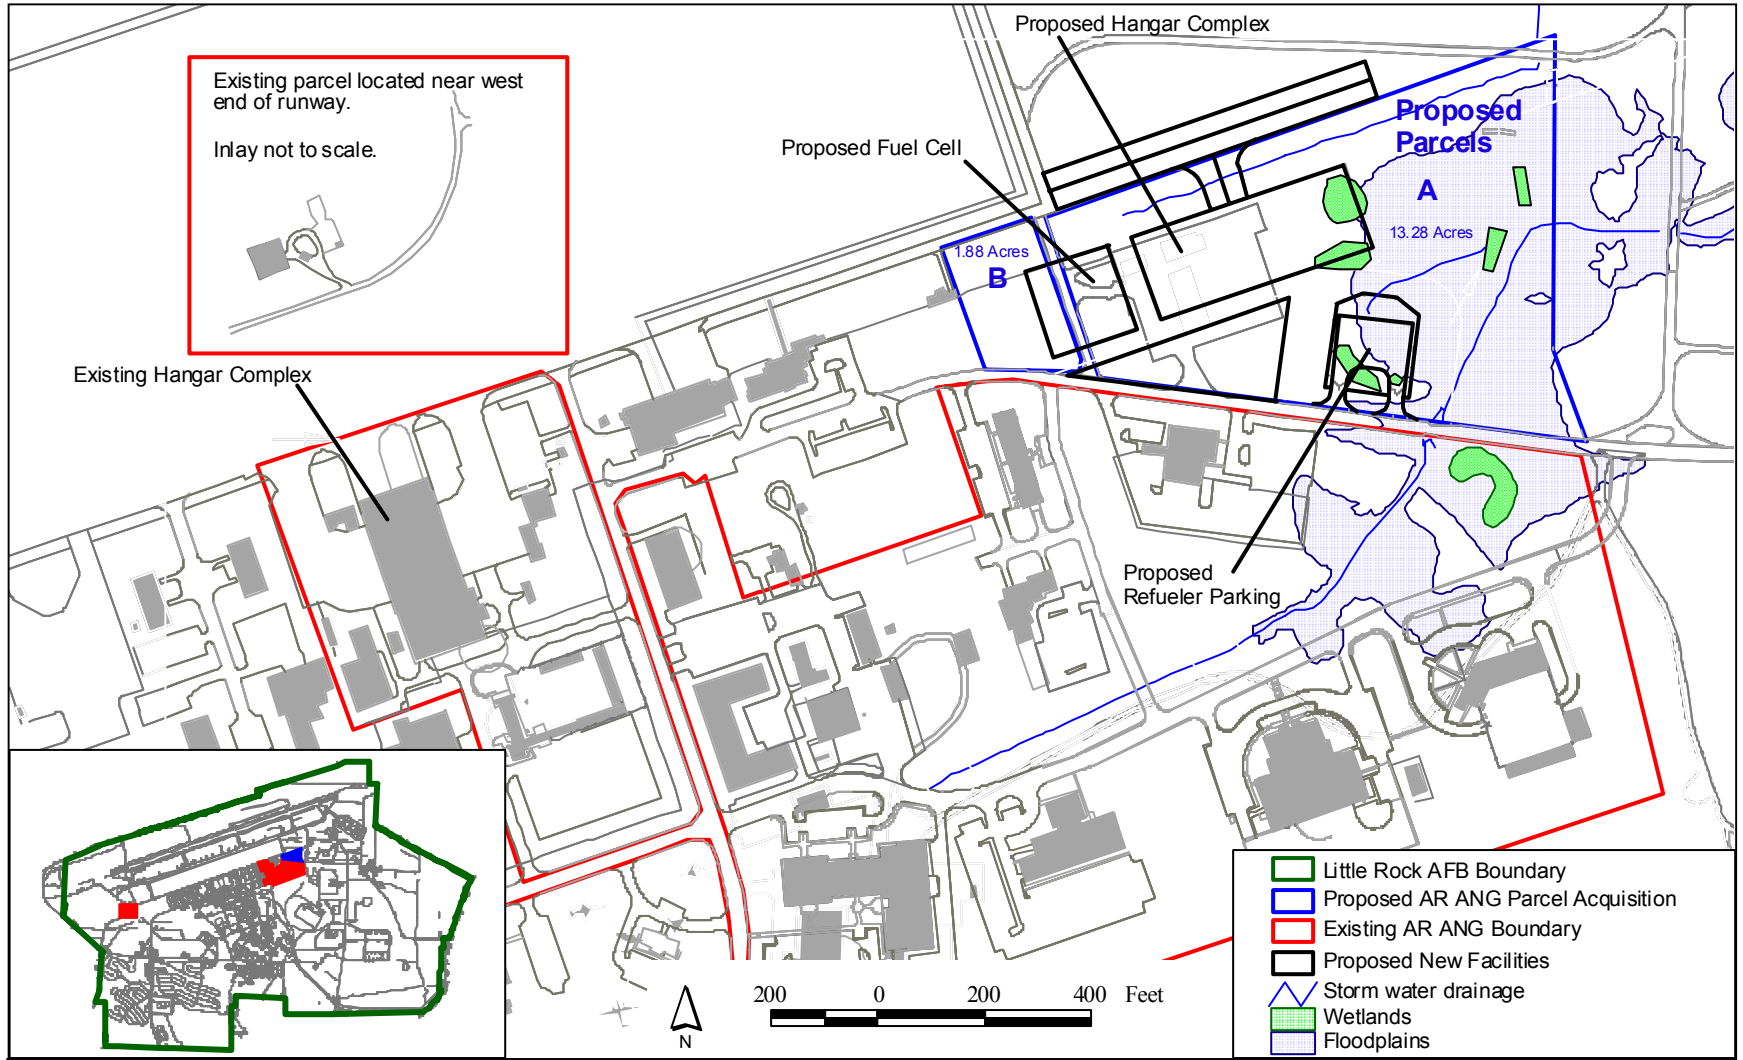 Proposed Hangar Complex
Existing parcel located near west
end of runway.
Inlay not to scale.
Proposed
Parcels
Proposed Fuel Cell
A
13.28 Acres
1.88 Acres
B
Existing Hangar Complex
Proposed
Refueler Parking
Little Rock AFB Boundary
Proposed AR ANG Parcel Acquisition
Existing AR ANG Boundary
Proposed New Facilities
Storm water drainage
Wetlands
Floodplains
200 0 200 400 Feet
N